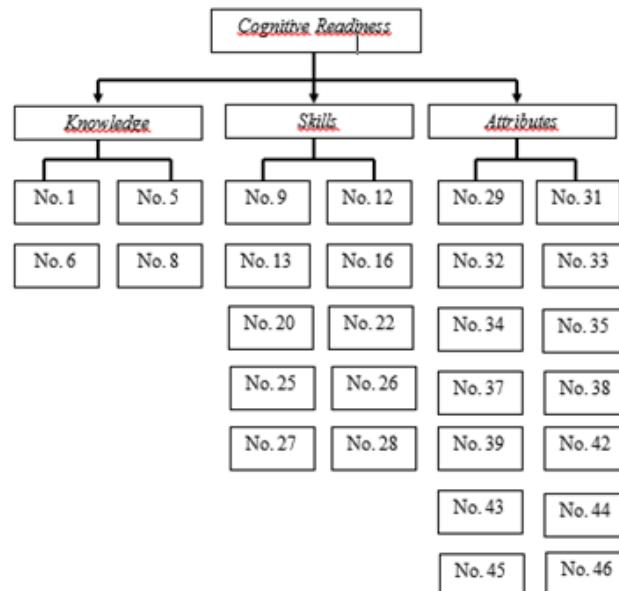 Cognitive Readiness
Knowledge Skills Attributes
No. 1 No. 5 No. 9 No. 12 No. 29 No. 31
No. 6 No. 8 No. 13 No. 16 No. 32 No. 33
No. 20 No. 22 No. 34 No. 35
No. 25 No. 26 No. 37 No. 38
No. 27 No. 28 No. 39 No. 42
No. 43 No. 44
No. 45 No. 46